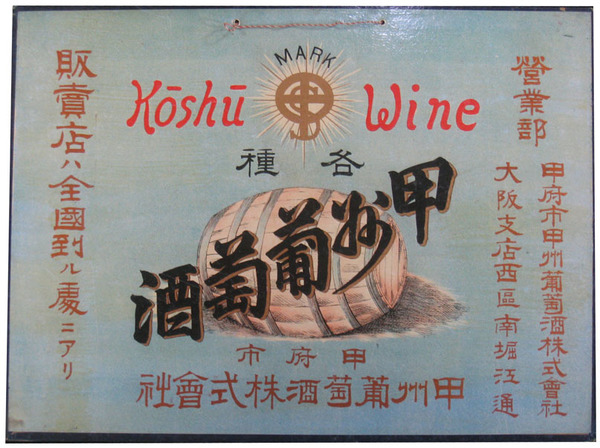 MARK
Kōshū Wine
各種
甲州葡萄酒
甲府市
甲州葡萄酒株式會社
營業部
甲府市甲州葡萄酒株式會社
大阪支店西區南堀江通
販賣店ハ全國到ル處ニアリ